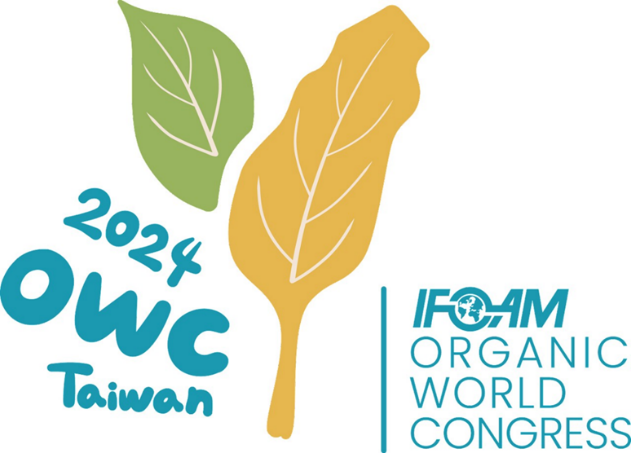 2024
OWC
Taiwan
IFOAM
ORGANIC
WORLD
CONGRESS